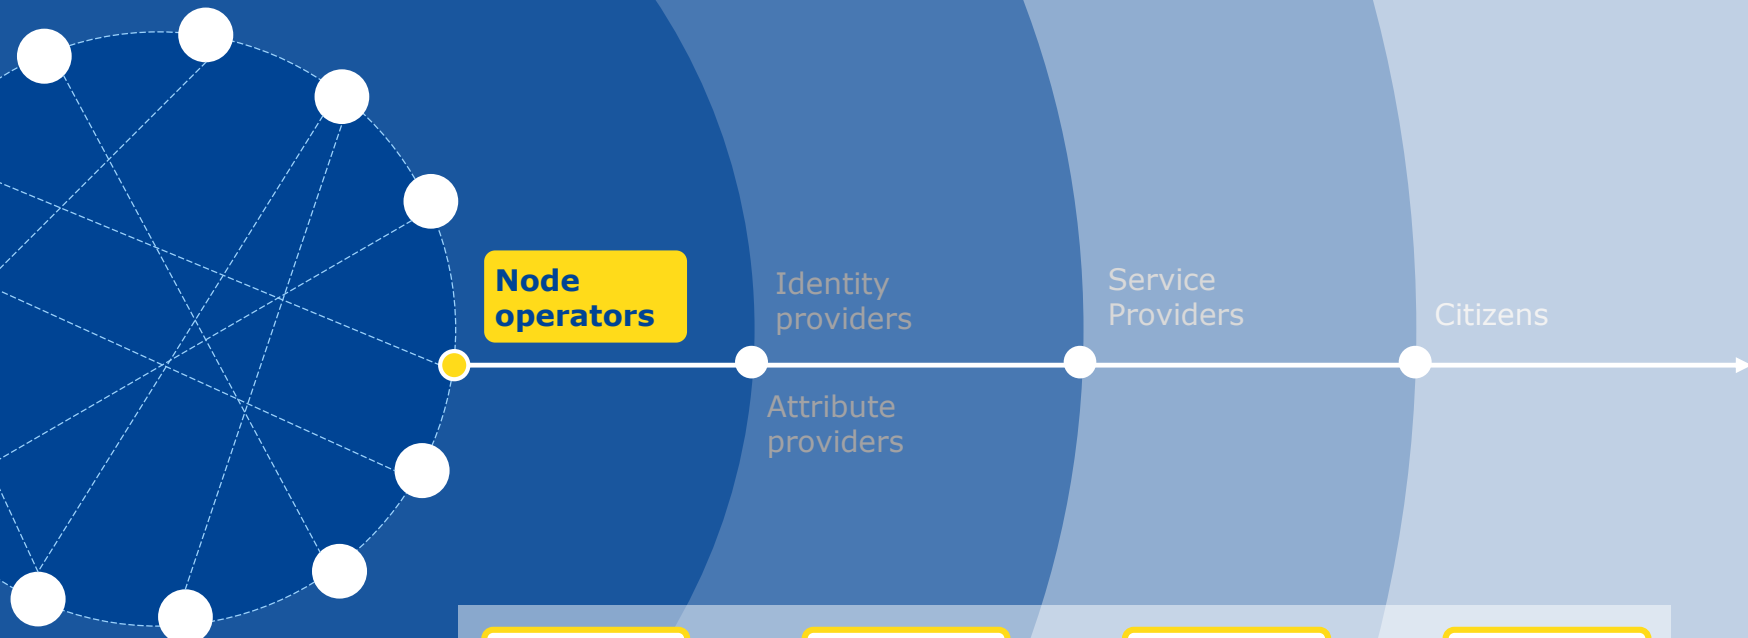 Node
operators
Identity
providers
Attribute
providers
Service
Providers
Citizens